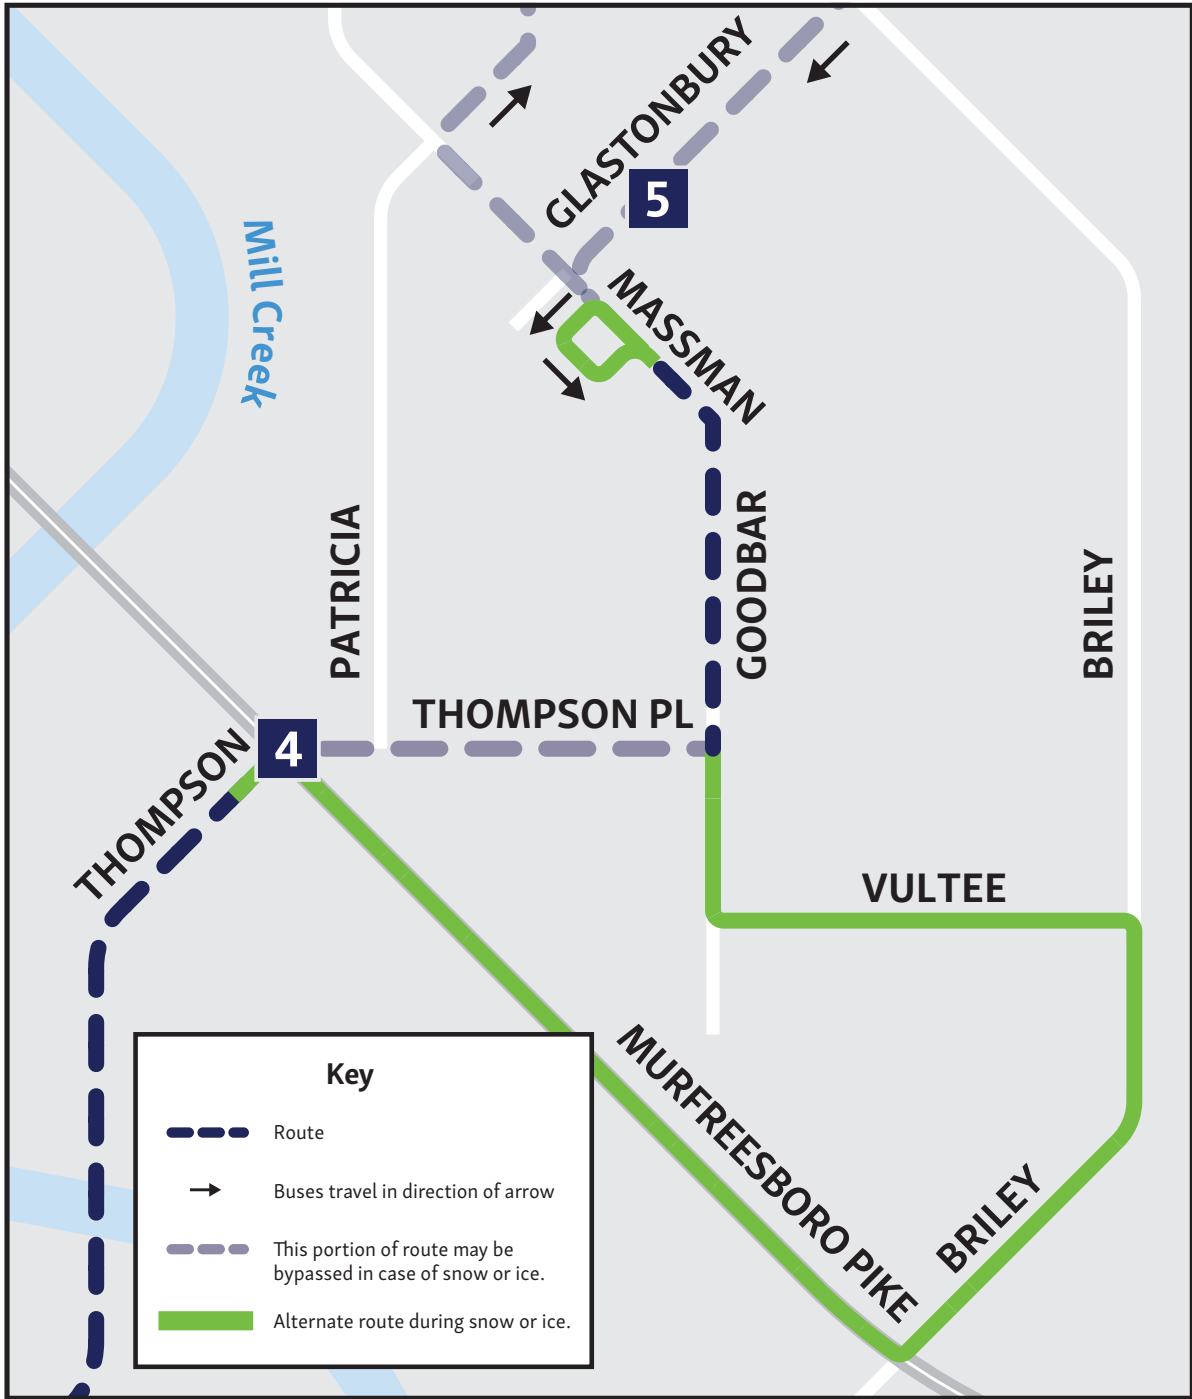 GLASTONBURY
5
Mill Creek
MASSMAN
PATRICIA
GOODBAR
BRILEY
THOMPSON PL
4
THOMPSON
VULTEE
MURFREESBORO PIKE
BRILEY
Key
Route
Buses travel in direction of arrow
This portion of route may be
bypassed in case of snow or ice.
Alternate route during snow or ice.